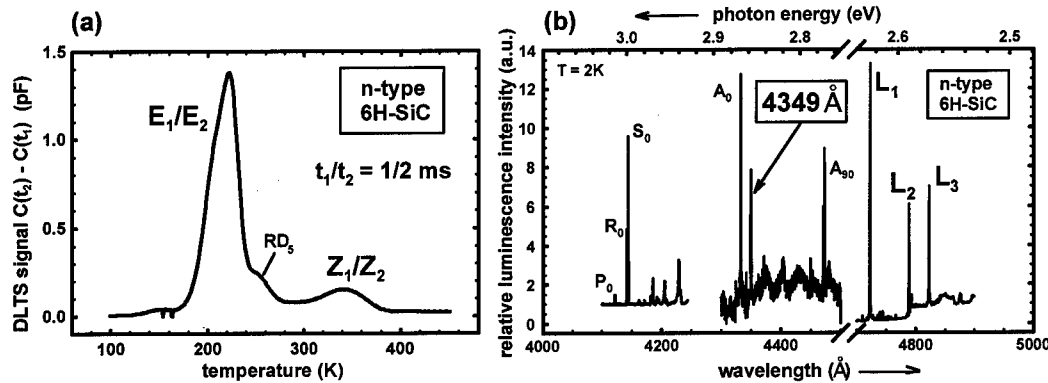 (a)
DLTS signal C(t₂) - C(t₁) (pF)
1.5
1.0
0.5
0.0
E₁/E₂
n-type
6H-SiC
t₁/t₂ = 1/2 ms
RD₅
Z₁/Z₂
100 200 300 400
temperature (K)
(b)
photon energy (eV)
3.0 2.9 2.8 2.6 2.5
relative luminescence intensity (a.u.)
14
12
10
8
6
4
2
0
T = 2K
P₀
R₀
S₀
A₀
4349 Å
A₉₀
L₁
L₂
L₃
n-type
6H-SiC
4000 4200 4400 4800 5000
wavelength (Å)